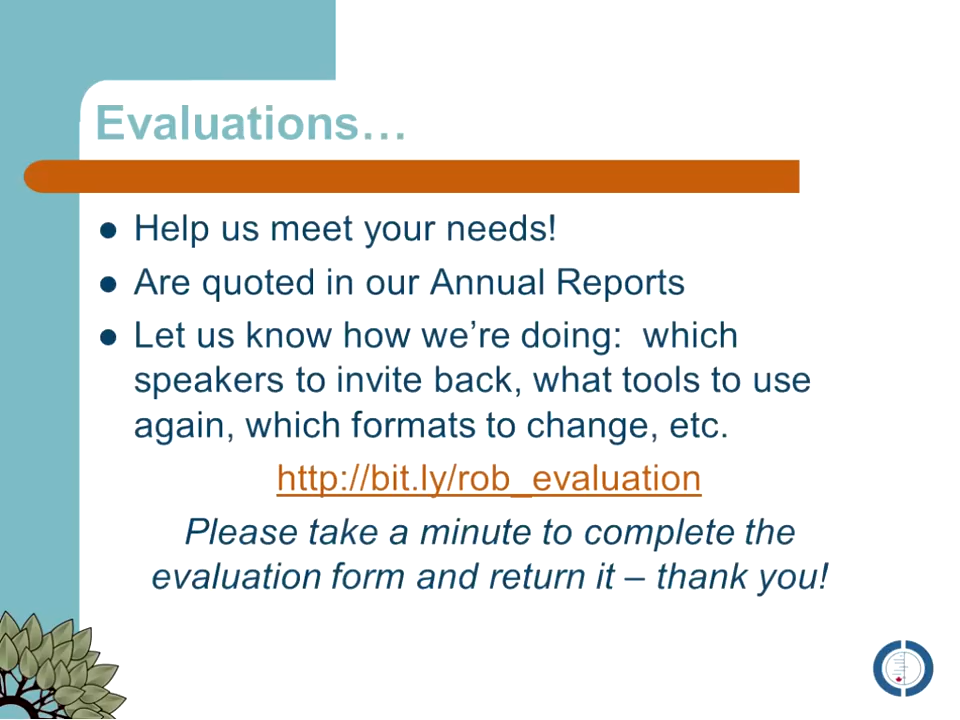 Evaluations…
Help us meet your needs!
Are quoted in our Annual Reports
Let us know how we’re doing:  which
speakers to invite back, what tools to use
again, which formats to change, etc.
http://bit.ly/rob_evaluation
Please take a minute to complete the
evaluation form and return it – thank you!